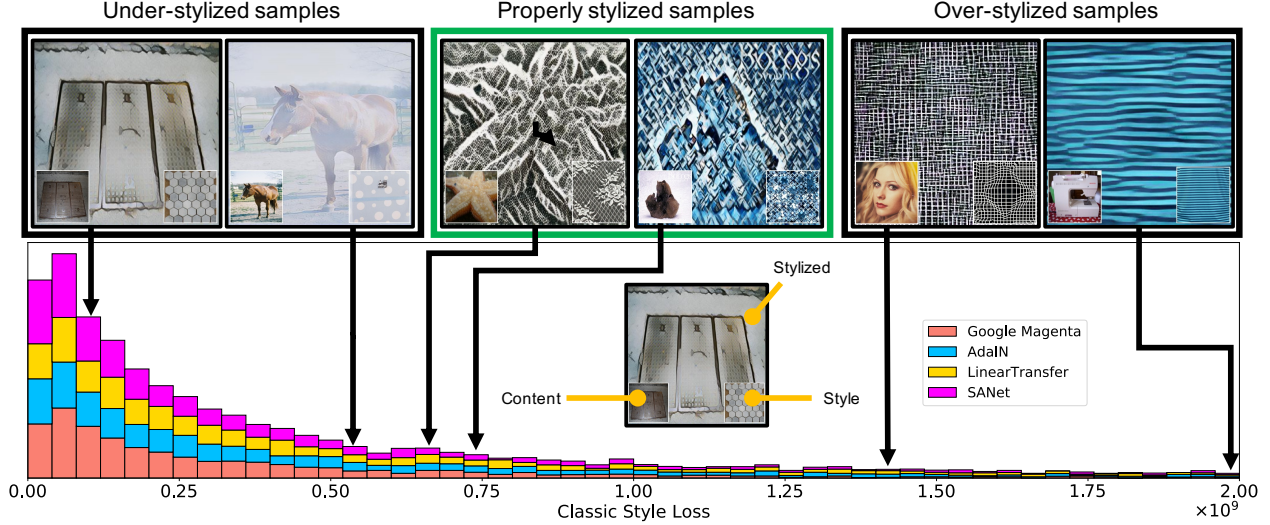 Under-stylized samples
Properly stylized samples
Over-stylized samples
Stylized
Content
Style
Google Magenta
AdaIN
LinearTransfer
SANet
0.00
0.25
0.50
0.75
1.00
1.25
1.50
1.75
2.00
×10⁹
Classic Style Loss